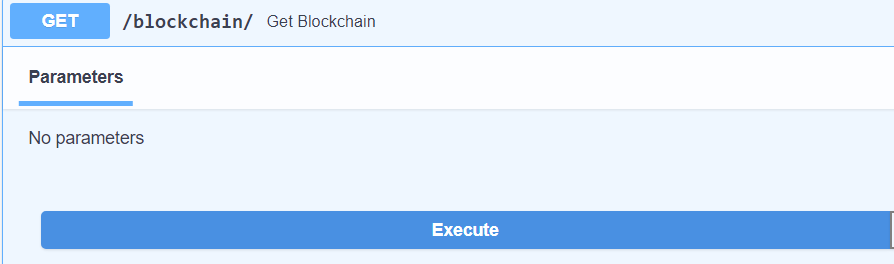 GET /blockchain/ Get Blockchain
Parameters
No parameters
Execute